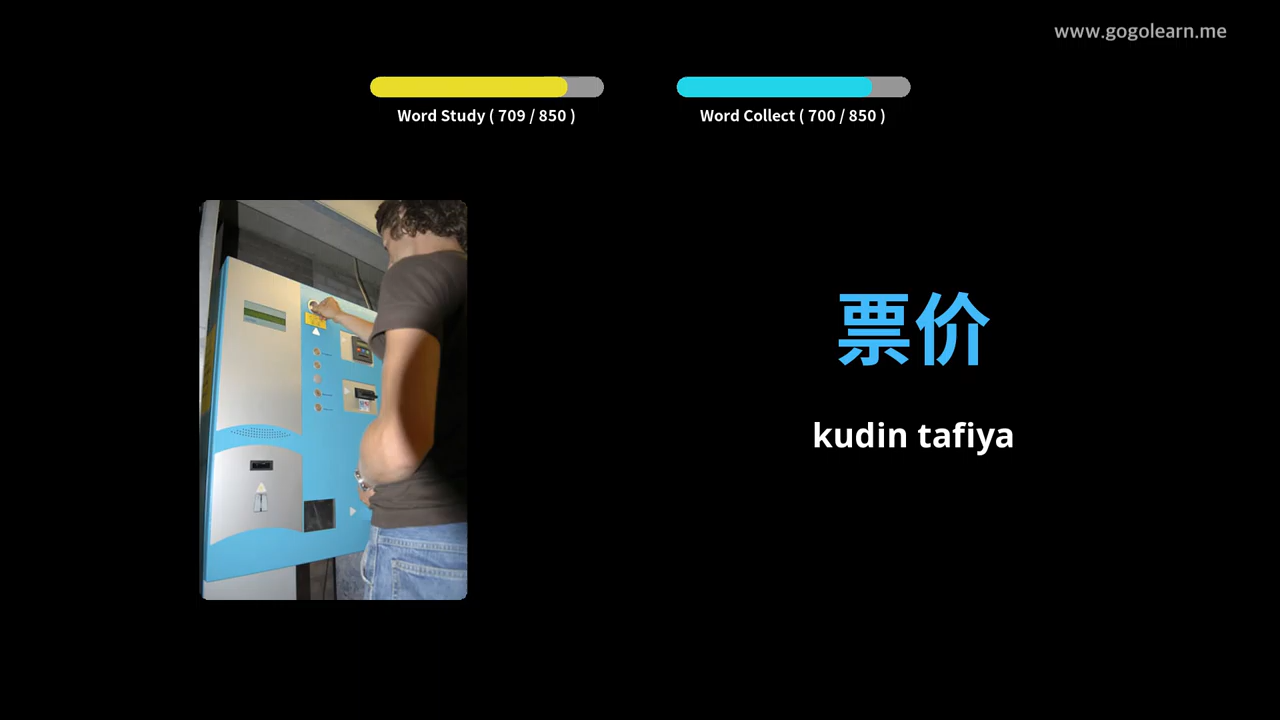 www.gogolearn.me
Word Study ( 709 / 850 )
Word Collect ( 700 / 850 )
票价
kudin tafiya